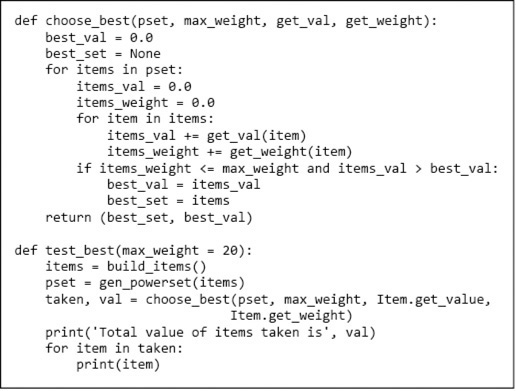 def choose_best(pset, max_weight, get_val, get_weight):
    best_val = 0.0
    best_set = None
    for items in pset:
        items_val = 0.0
        items_weight = 0.0
        for item in items:
            items_val += get_val(item)
            items_weight += get_weight(item)
        if items_weight <= max_weight and items_val > best_val:
            best_val = items_val
            best_set = items
    return (best_set, best_val)

def test_best(max_weight = 20):
    items = build_items()
    pset = gen_powerset(items)
    taken, val = choose_best(pset, max_weight, Item.get_value,
                             Item.get_weight)
    print('Total value of items taken is', val)
    for item in taken:
        print(item)